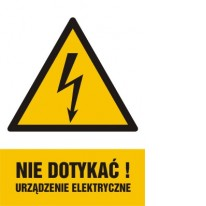 NIE DOTYKAĆ !
URZĄDZENIE ELEKTRYCZNE